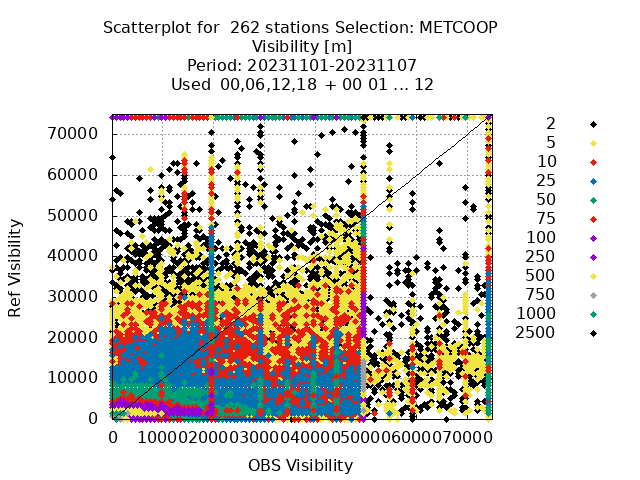 Scatterplot for 262 stations Selection: METCOOP
Visibility [m]
Period: 20231101-20231107
Used 00,06,12,18 + 00 01 ... 12
Ref Visibility
70000
60000
50000
40000
30000
20000
10000
0
0 10000 20000 30000 40000 50000 60000 70000
OBS Visibility
2
5
10
25
50
75
100
250
500
750
1000
2500